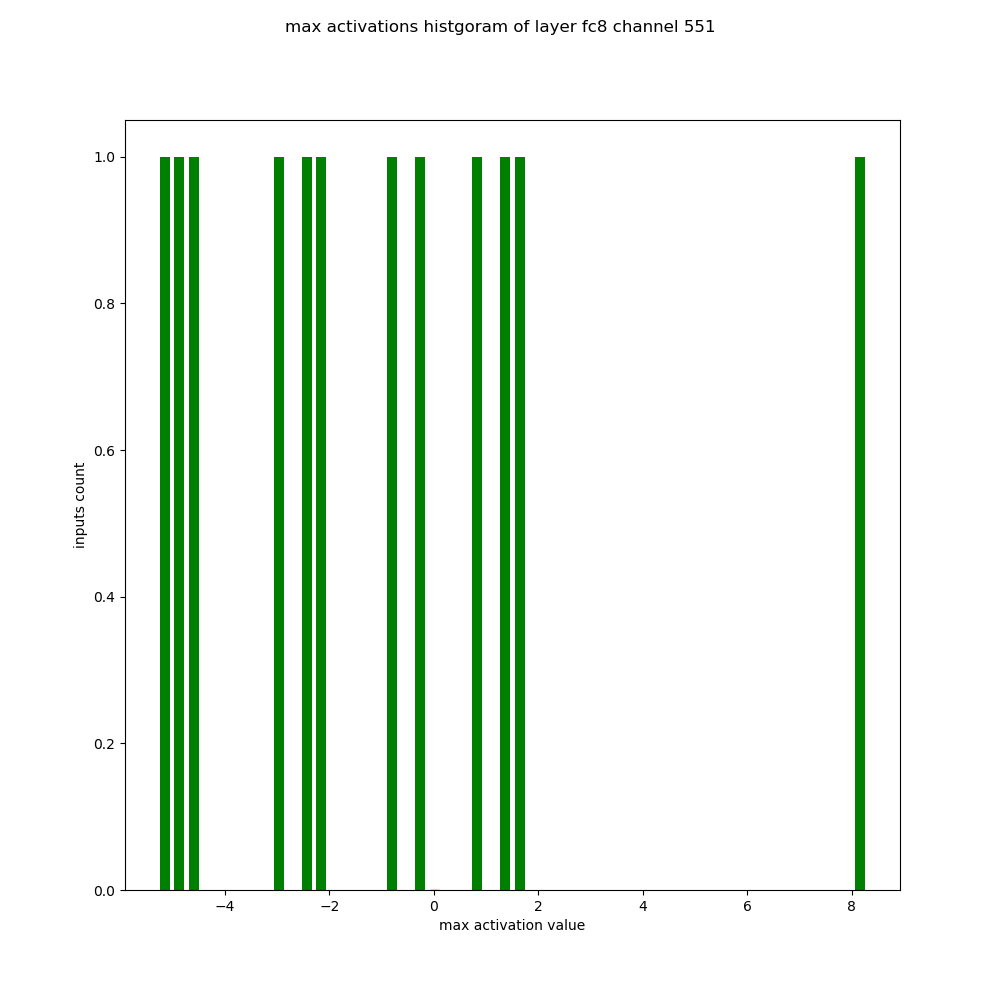 max activations histgoram of layer fc8 channel 551
1.0
0.8
0.6
0.4
0.2
0.0
inputs count
−4 −2 0 2 4 6 8
max activation value